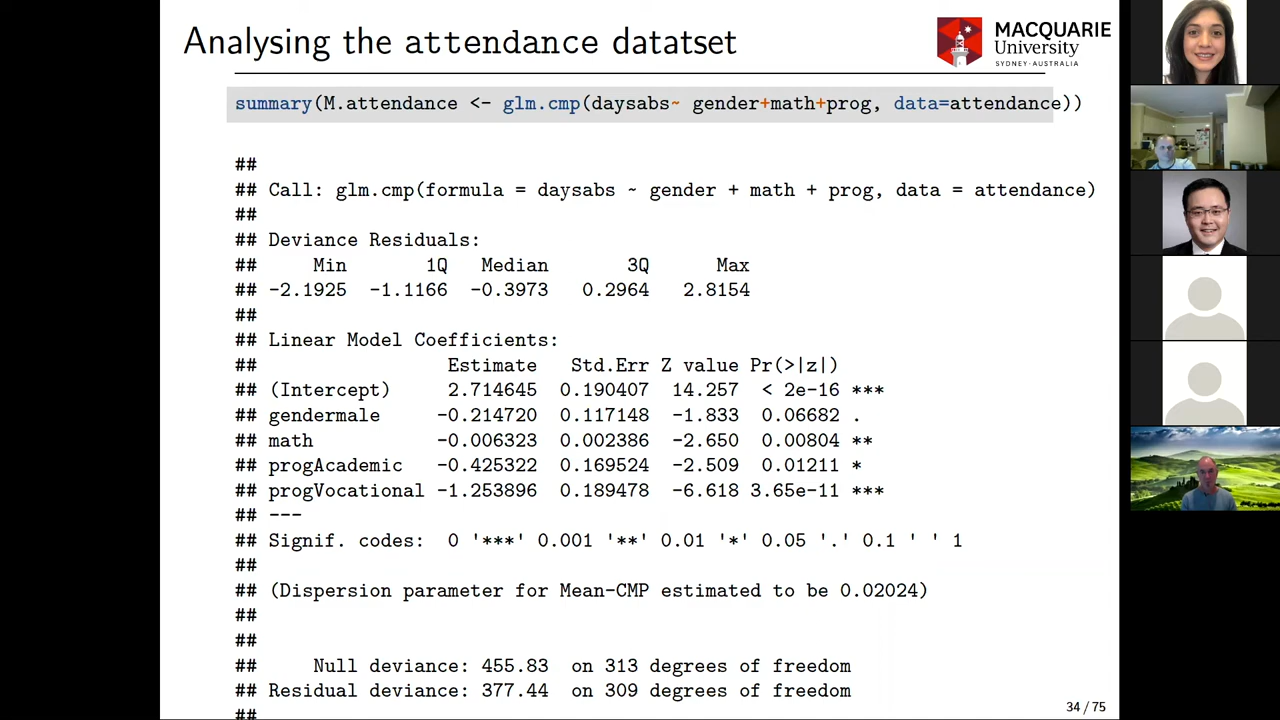 Analysing the attendance datatset
MACQUARIE
University
SYDNEY·AUSTRALIA
summary(M.attendance <- glm.cmp(daysabs~ gender+math+prog, data=attendance))
##
## Call: glm.cmp(formula = daysabs ~ gender + math + prog, data = attendance)
##
## Deviance Residuals:
## Min 1Q Median 3Q Max
## -2.1925 -1.1166 -0.3973 0.2964 2.8154
##
## Linear Model Coefficients:
## Estimate Std.Err Z value Pr(>|z|)
## (Intercept) 2.714645 0.190407 14.257 < 2e-16 ***
## gendermale -0.214720 0.117148 -1.833 0.06682 .
## math -0.006323 0.002386 -2.650 0.00804 **
## progAcademic -0.425322 0.169524 -2.509 0.01211 *
## progVocational -1.253896 0.189478 -6.618 3.65e-11 ***
## ---
## Signif. codes: 0 '***' 0.001 '**' 0.01 '*' 0.05 '.' 0.1 ' ' 1
##
## (Dispersion parameter for Mean-CMP estimated to be 0.02024)
##
##
## Null deviance: 455.83 on 313 degrees of freedom
## Residual deviance: 377.44 on 309 degrees of freedom
##
34 / 75